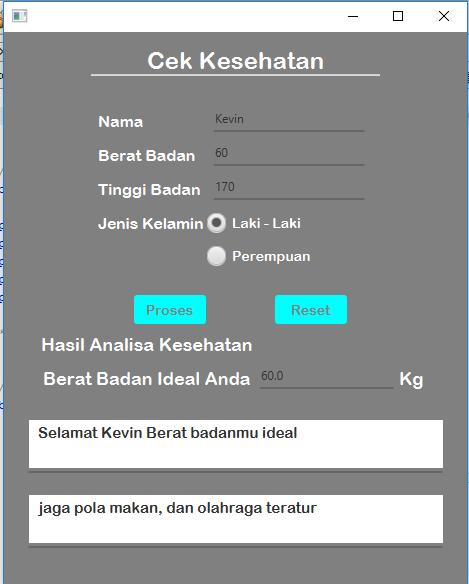 Cek Kesehatan
Nama Kevin
Berat Badan 60
Tinggi Badan 170
Jenis Kelamin Laki - Laki
Perempuan
Proses Reset
Hasil Analisa Kesehatan
Berat Badan Ideal Anda 60.0 Kg
Selamat Kevin Berat badanmu ideal
jaga pola makan, dan olahraga teratur